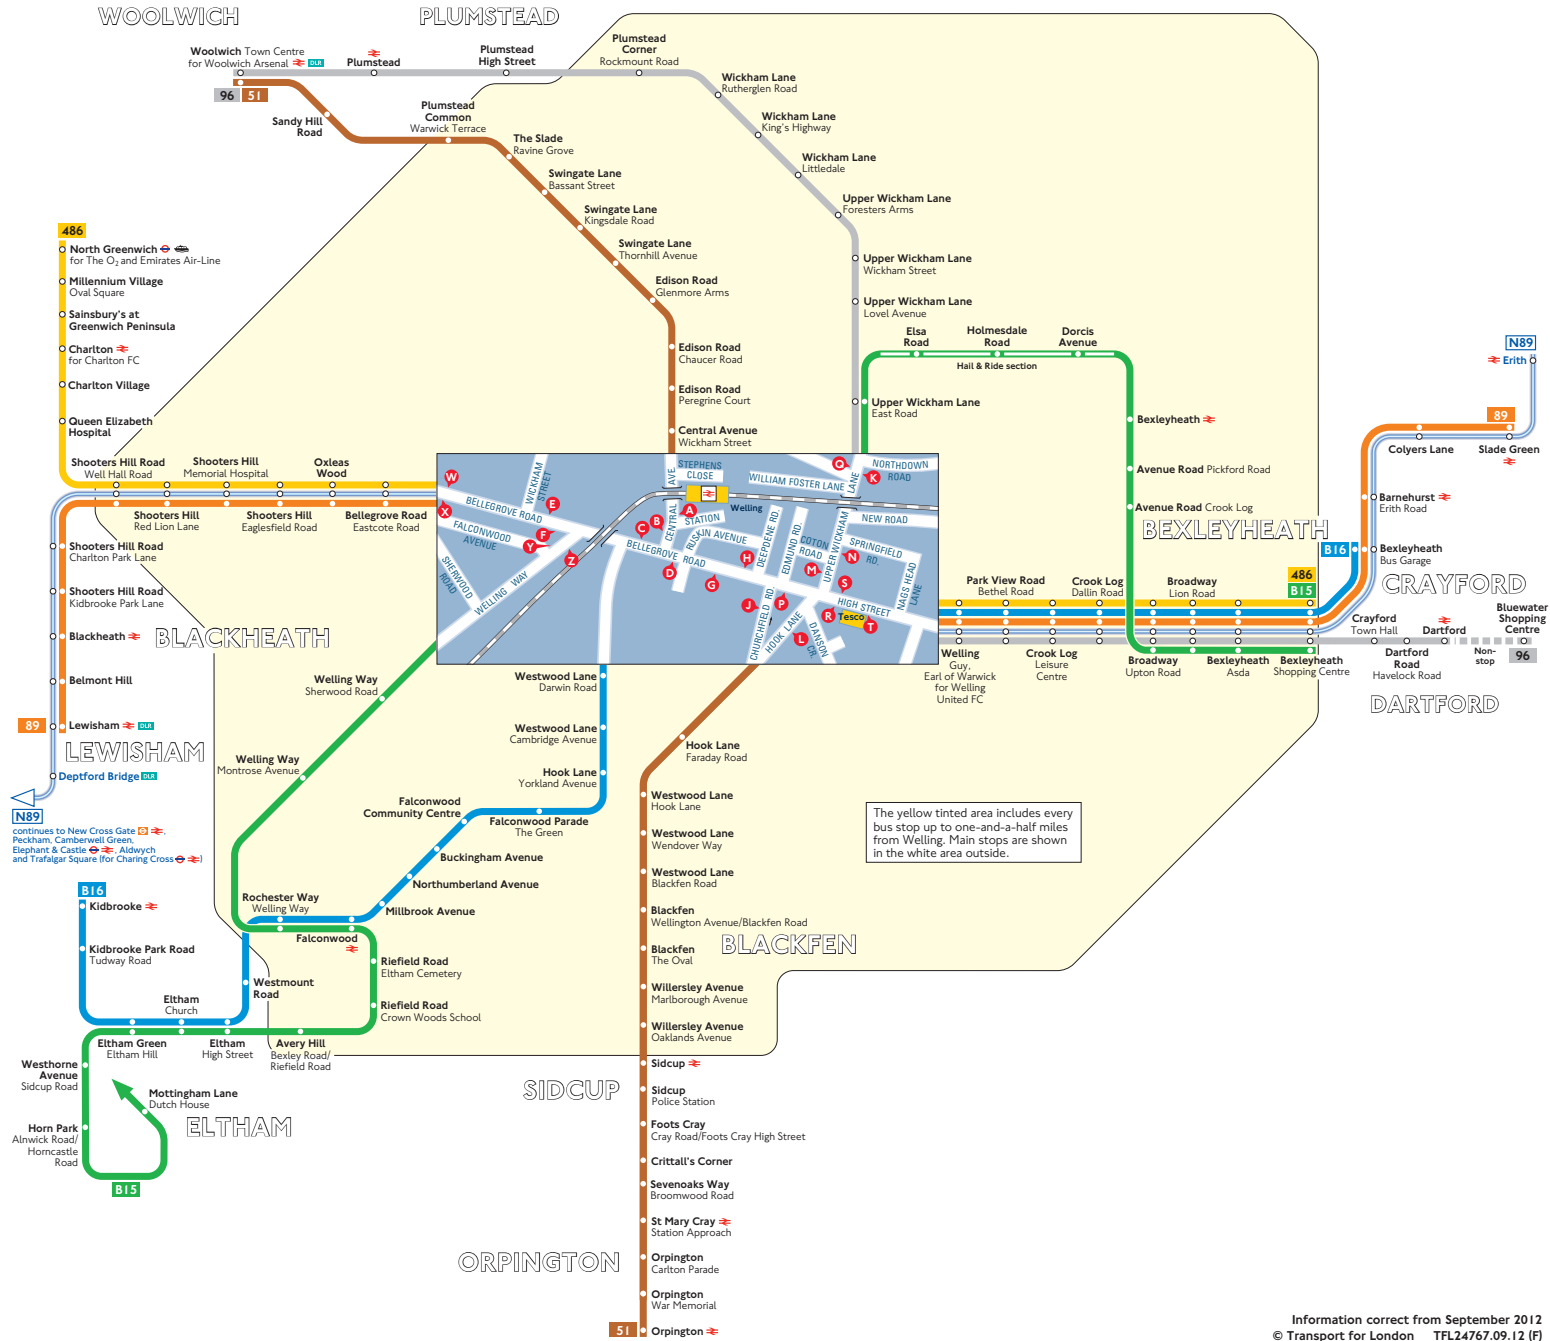 WOOLWICH
PLUMSTEAD
Woolwich Town Centre
for Woolwich Arsenal DLR
Plumstead
Plumstead
High Street
Plumstead
Corner
Rockmount Road
96
51
Sandy Hill
Road
Plumstead
Common
Warwick Terrace
The Slade
Ravine Grove
Swingate Lane
Bassant Street
Swingate Lane
Kingsdale Road
Swingate Lane
Thornhill Avenue
Edison Road
Glenmore Arms
Edison Road
Chaucer Road
Edison Road
Peregrine Court
Central Avenue
Wickham Street
Wickham Lane
Rutherglen Road
Wickham Lane
King's Highway
Wickham Lane
Littledale
Upper Wickham Lane
Foresters Arms
Upper Wickham Lane
Wickham Street
Upper Wickham Lane
Lovel Avenue
Upper Wickham Lane
East Road
Elsa
Road
Holmesdale
Road
Dorcis
Avenue
Hail & Ride section
Bexleyheath
Avenue Road Pickford Road
Avenue Road Crook Log
BEXLEYHEATH
486
North Greenwich
for The O2 and Emirates Air-Line
Millennium Village
Oval Square
Sainsbury's at
Greenwich Peninsula
Charlton
for Charlton FC
Charlton Village
Queen Elizabeth
Hospital
Shooters Hill Road
Well Hall Road
Shooters Hill
Memorial Hospital
Oxleas
Wood
Shooters Hill
Red Lion Lane
Shooters Hill
Eaglesfield Road
Bellegrove Road
Eastcote Road
Shooters Hill Road
Charlton Park Lane
Shooters Hill Road
Kidbrooke Park Lane
Blackheath
BLACKHEATH
Belmont Hill
89
Lewisham DLR
LEWISHAM
Deptford Bridge DLR
N89
continues to New Cross Gate ,
Peckham, Camberwell Green,
Elephant & Castle , Aldwych
and Trafalgar Square (for Charing Cross )
W
X
E
F
Y
Z
C
B
A
D
G
H
J
P
L
M
N
S
R
T
Q
K
WICKHAM
STREET
BELLEGROVE ROAD
FALCONWOOD
AVENUE
SHERWOOD
ROAD
WELLING WAY
AVE
CENTRAL
STEPHENS
CLOSE
WILLIAM FOSTER LANE
LANE
NORTHDOWN
ROAD
Welling
STATION
RUSKIN AVENUE
BELLEGROVE ROAD
DEEPDENE RD.
EDMUND RD.
COTON
ROAD
UPPER WICKHAM
NEW ROAD
SPRINGFIELD
RD.
NAGS HEAD
LANE
HIGH STREET
Tesco
CHURCHFIELD RD.
HOOK LANE
DANSON
CR.
N89
Erith
89
Colyers Lane
Slade Green
Barnehurst
Erith Road
B16
Bexleyheath
Bus Garage
CRAYFORD
486
B15
Park View Road
Bethel Road
Crook Log
Dallin Road
Broadway
Lion Road
Welling
Guy,
Earl of Warwick
for Welling
United FC
Crook Log
Leisure
Centre
Broadway
Upton Road
Bexleyheath
Asda
Bexleyheath
Shopping Centre
Crayford
Town Hall
Dartford
Road
Havelock Road
Dartford
Non-
stop
Bluewater
Shopping
Centre
96
DARTFORD
Welling Way
Sherwood Road
Welling Way
Montrose Avenue
Westwood Lane
Darwin Road
Westwood Lane
Cambridge Avenue
Hook Lane
Yorkland Avenue
Falconwood
Community Centre
Falconwood Parade
The Green
Buckingham Avenue
Northumberland Avenue
Millbrook Avenue
Rochester Way
Welling Way
Falconwood
Riefield Road
Eltham Cemetery
Riefield Road
Crown Woods School
B16
Kidbrooke
Kidbrooke Park Road
Tudway Road
Westmount
Road
Eltham
Church
Eltham Green
Eltham Hill
Eltham
High Street
Avery Hill
Bexley Road/
Riefield Road
Westhorne
Avenue
Sidcup Road
Mottingham Lane
Dutch House
ELTHAM
Horn Park
Alnwick Road/
Horncastle
Road
B15
Hook Lane
Faraday Road
Westwood Lane
Hook Lane
Westwood Lane
Wendover Way
Westwood Lane
Blackfen Road
Blackfen
Wellington Avenue/Blackfen Road
BLACKFEN
Blackfen
The Oval
Willersley Avenue
Marlborough Avenue
Willersley Avenue
Oaklands Avenue
Sidcup
SIDCUP
Sidcup
Police Station
Foots Cray
Cray Road/Foots Cray High Street
Crittall's Corner
Sevenoaks Way
Broomwood Road
St Mary Cray
Station Approach
ORPINGTON
Orpington
Carlton Parade
Orpington
War Memorial
51
Orpington
The yellow tinted area includes every
bus stop up to one-and-a-half miles
from Welling. Main stops are shown
in the white area outside.
Information correct from September 2012
© Transport for London TFL24767.09.12 (F)